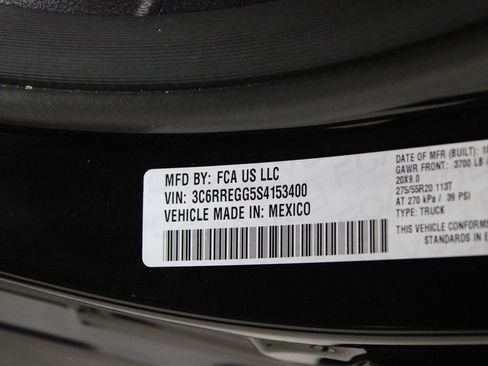 MFD BY: FCA US LLC
VIN: 3C6RREGG5S4153400
VEHICLE MADE IN: MEXICO
DATE OF MFR (BUILT):
GAWR FRONT: 3700 LB
20X9.0
275/55R20 113T
AT 270 kPa / 39 PSI
TYPE: TRUCK
THIS VEHICLE CONFORMS
STANDARDS IN